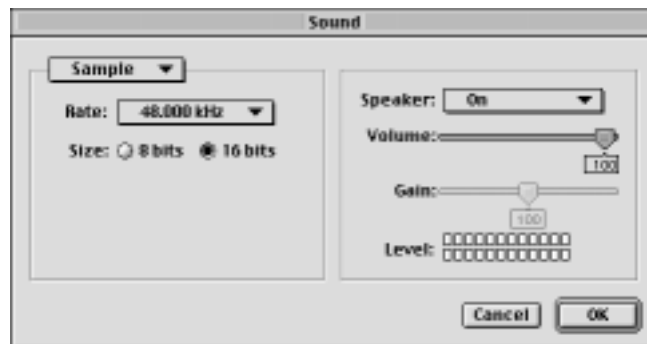 Sound
Sample
Rate: 48.000 kHz
Size: 8 bits 16 bits
Speaker: On
Volume:
100
Gain:
100
Level:
Cancel OK